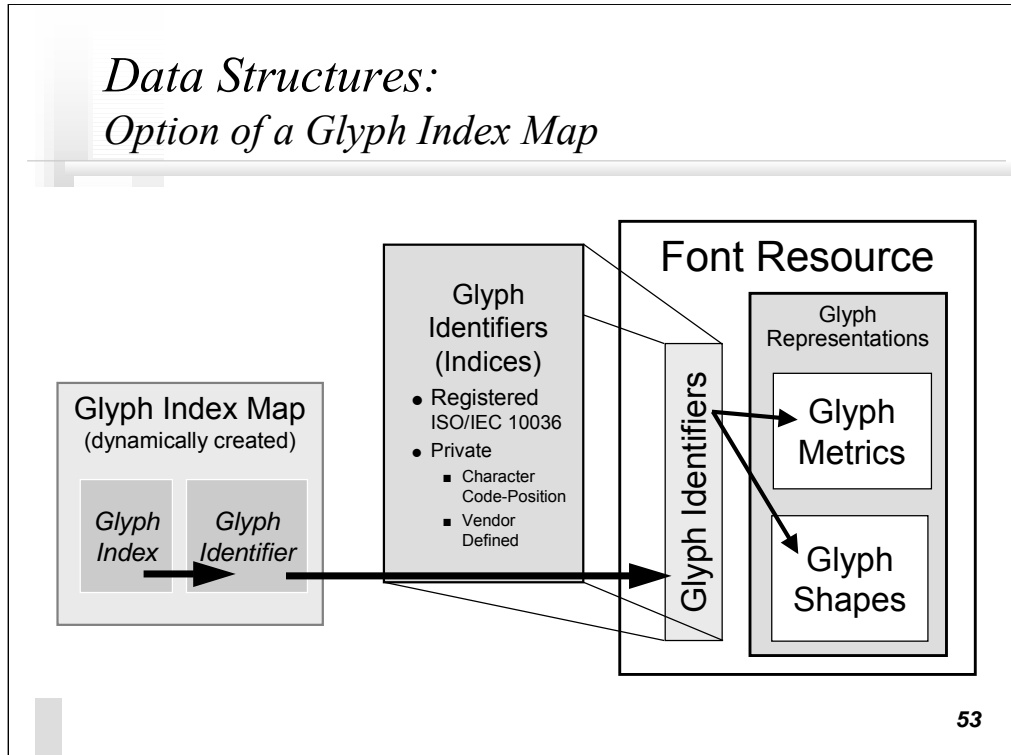 Data Structures:
Option of a Glyph Index Map
Glyph Index Map
(dynamically created)
Glyph
Index
Glyph
Identifier
Glyph
Identifiers
(Indices)
● Registered
ISO/IEC 10036
● Private
■ Character
Code-Position
■ Vendor
Defined
Font Resource
Glyph Identifiers
Glyph
Representations
Glyph
Metrics
Glyph
Shapes
53